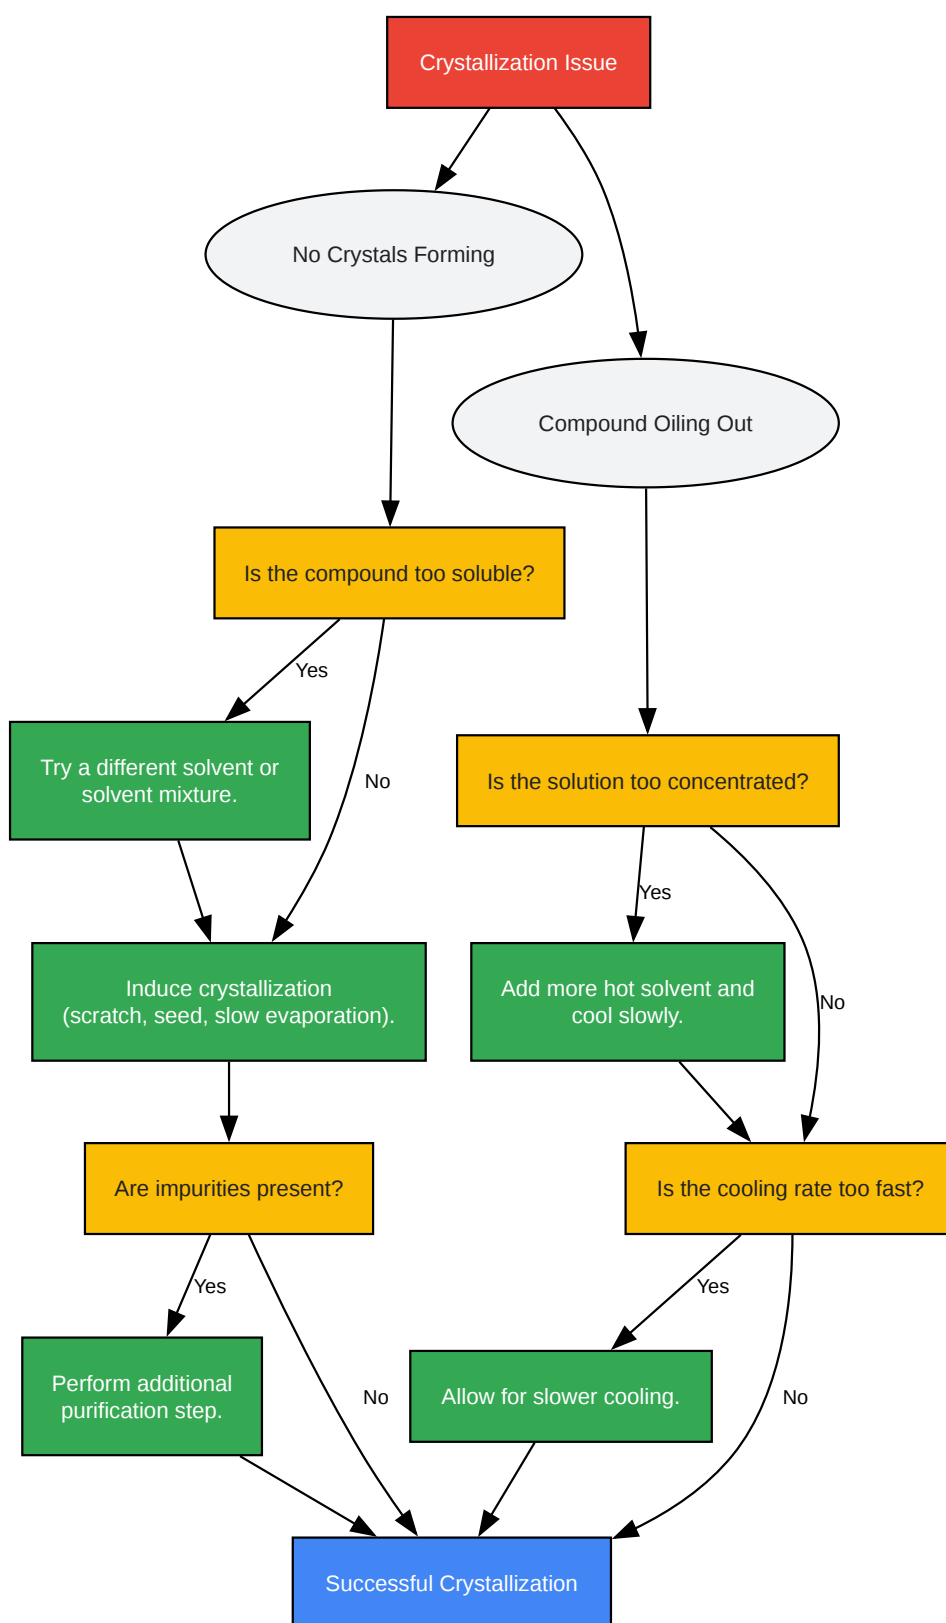 Crystallization Issue
No Crystals Forming
Compound Oiling Out
Is the compound too soluble?
Yes
Try a different solvent or
solvent mixture.
No
Is the solution too concentrated?
Yes
Induce crystallization
(scratch, seed, slow evaporation).
Add more hot solvent and
cool slowly.
No
Are impurities present?
Is the cooling rate too fast?
Yes
Yes
Perform additional
purification step.
No
Allow for slower cooling.
No
Successful Crystallization